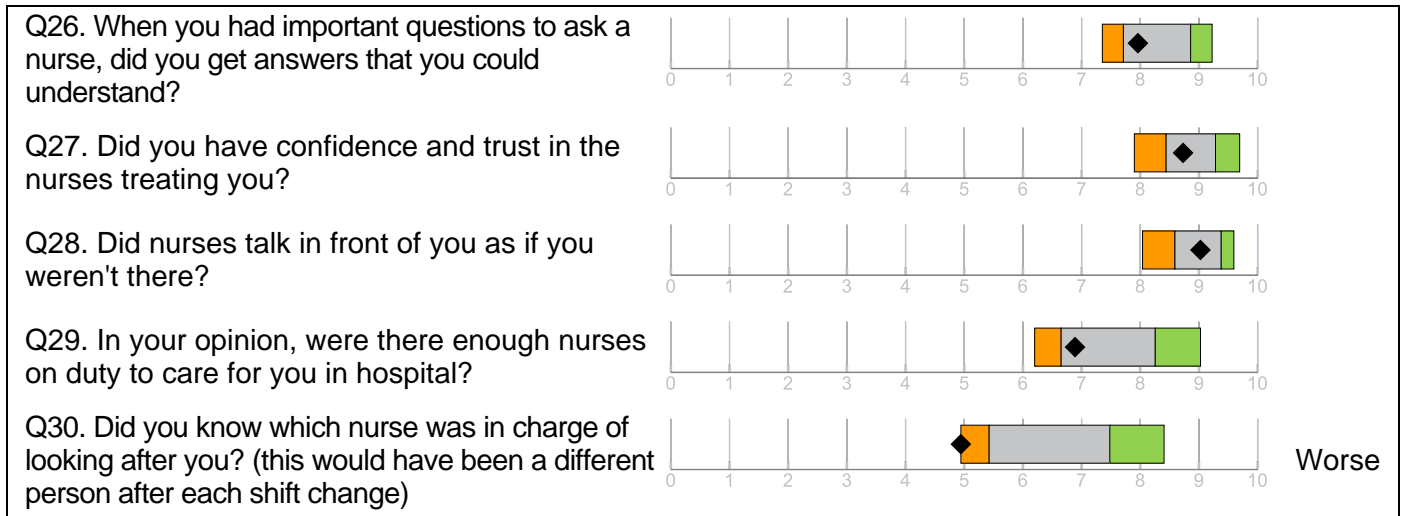 Q26. When you had important questions to ask a
nurse, did you get answers that you could
understand?
0 1 2 3 4 5 6 7 8 9 10
Q27. Did you have confidence and trust in the
nurses treating you?
0 1 2 3 4 5 6 7 8 9 10
Q28. Did nurses talk in front of you as if you
weren't there?
0 1 2 3 4 5 6 7 8 9 10
Q29. In your opinion, were there enough nurses
on duty to care for you in hospital?
0 1 2 3 4 5 6 7 8 9 10
Q30. Did you know which nurse was in charge of
looking after you? (this would have been a different
person after each shift change)
0 1 2 3 4 5 6 7 8 9 10
Worse